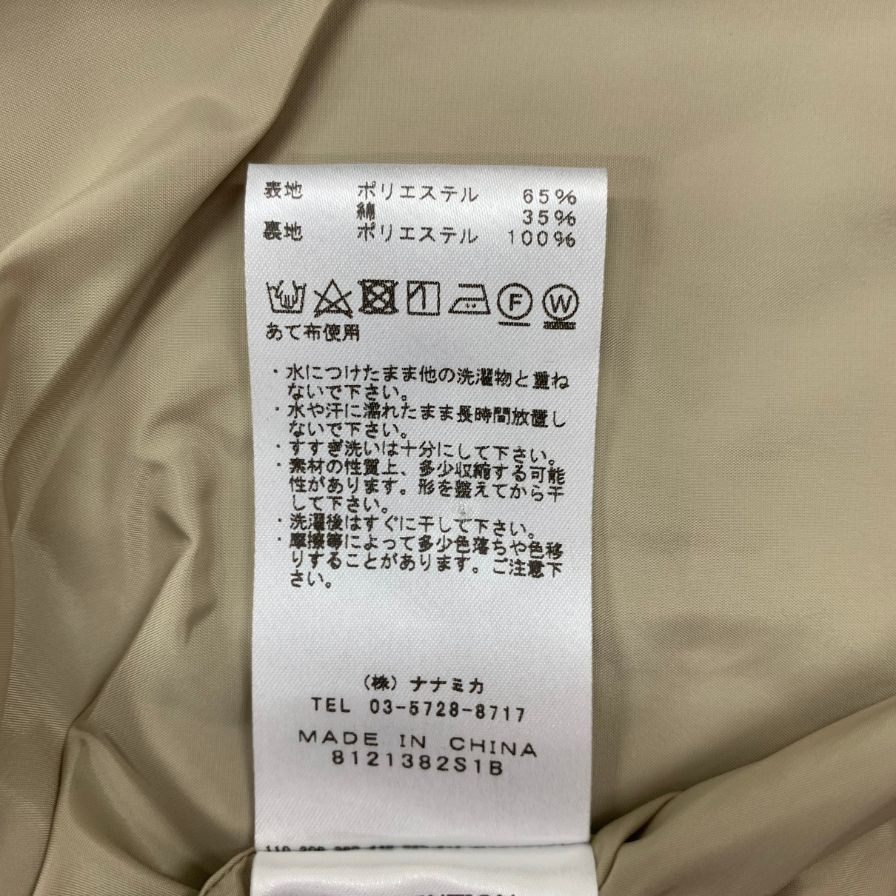 表地 ポリエステル 65%
綿 35%
裏地 ポリエステル 100%
F W
あて布使用
・水につけたまま他の洗濯物と重ね
ないで下さい。
・水や汗に濡れたまま長時間放置し
ないで下さい。
・すすぎ洗いは十分にして下さい。
・素材の性質上、多少収縮する可能
性があります。形を整えてから干
して下さい。
・洗濯後はすぐに干して下さい。
・摩擦等によって多少色落ちや色移
りすることがあります。ご注意下
さい。
(株)ナナミカ
TEL 03-5728-8717
MADE IN CHINA
8121382S1B